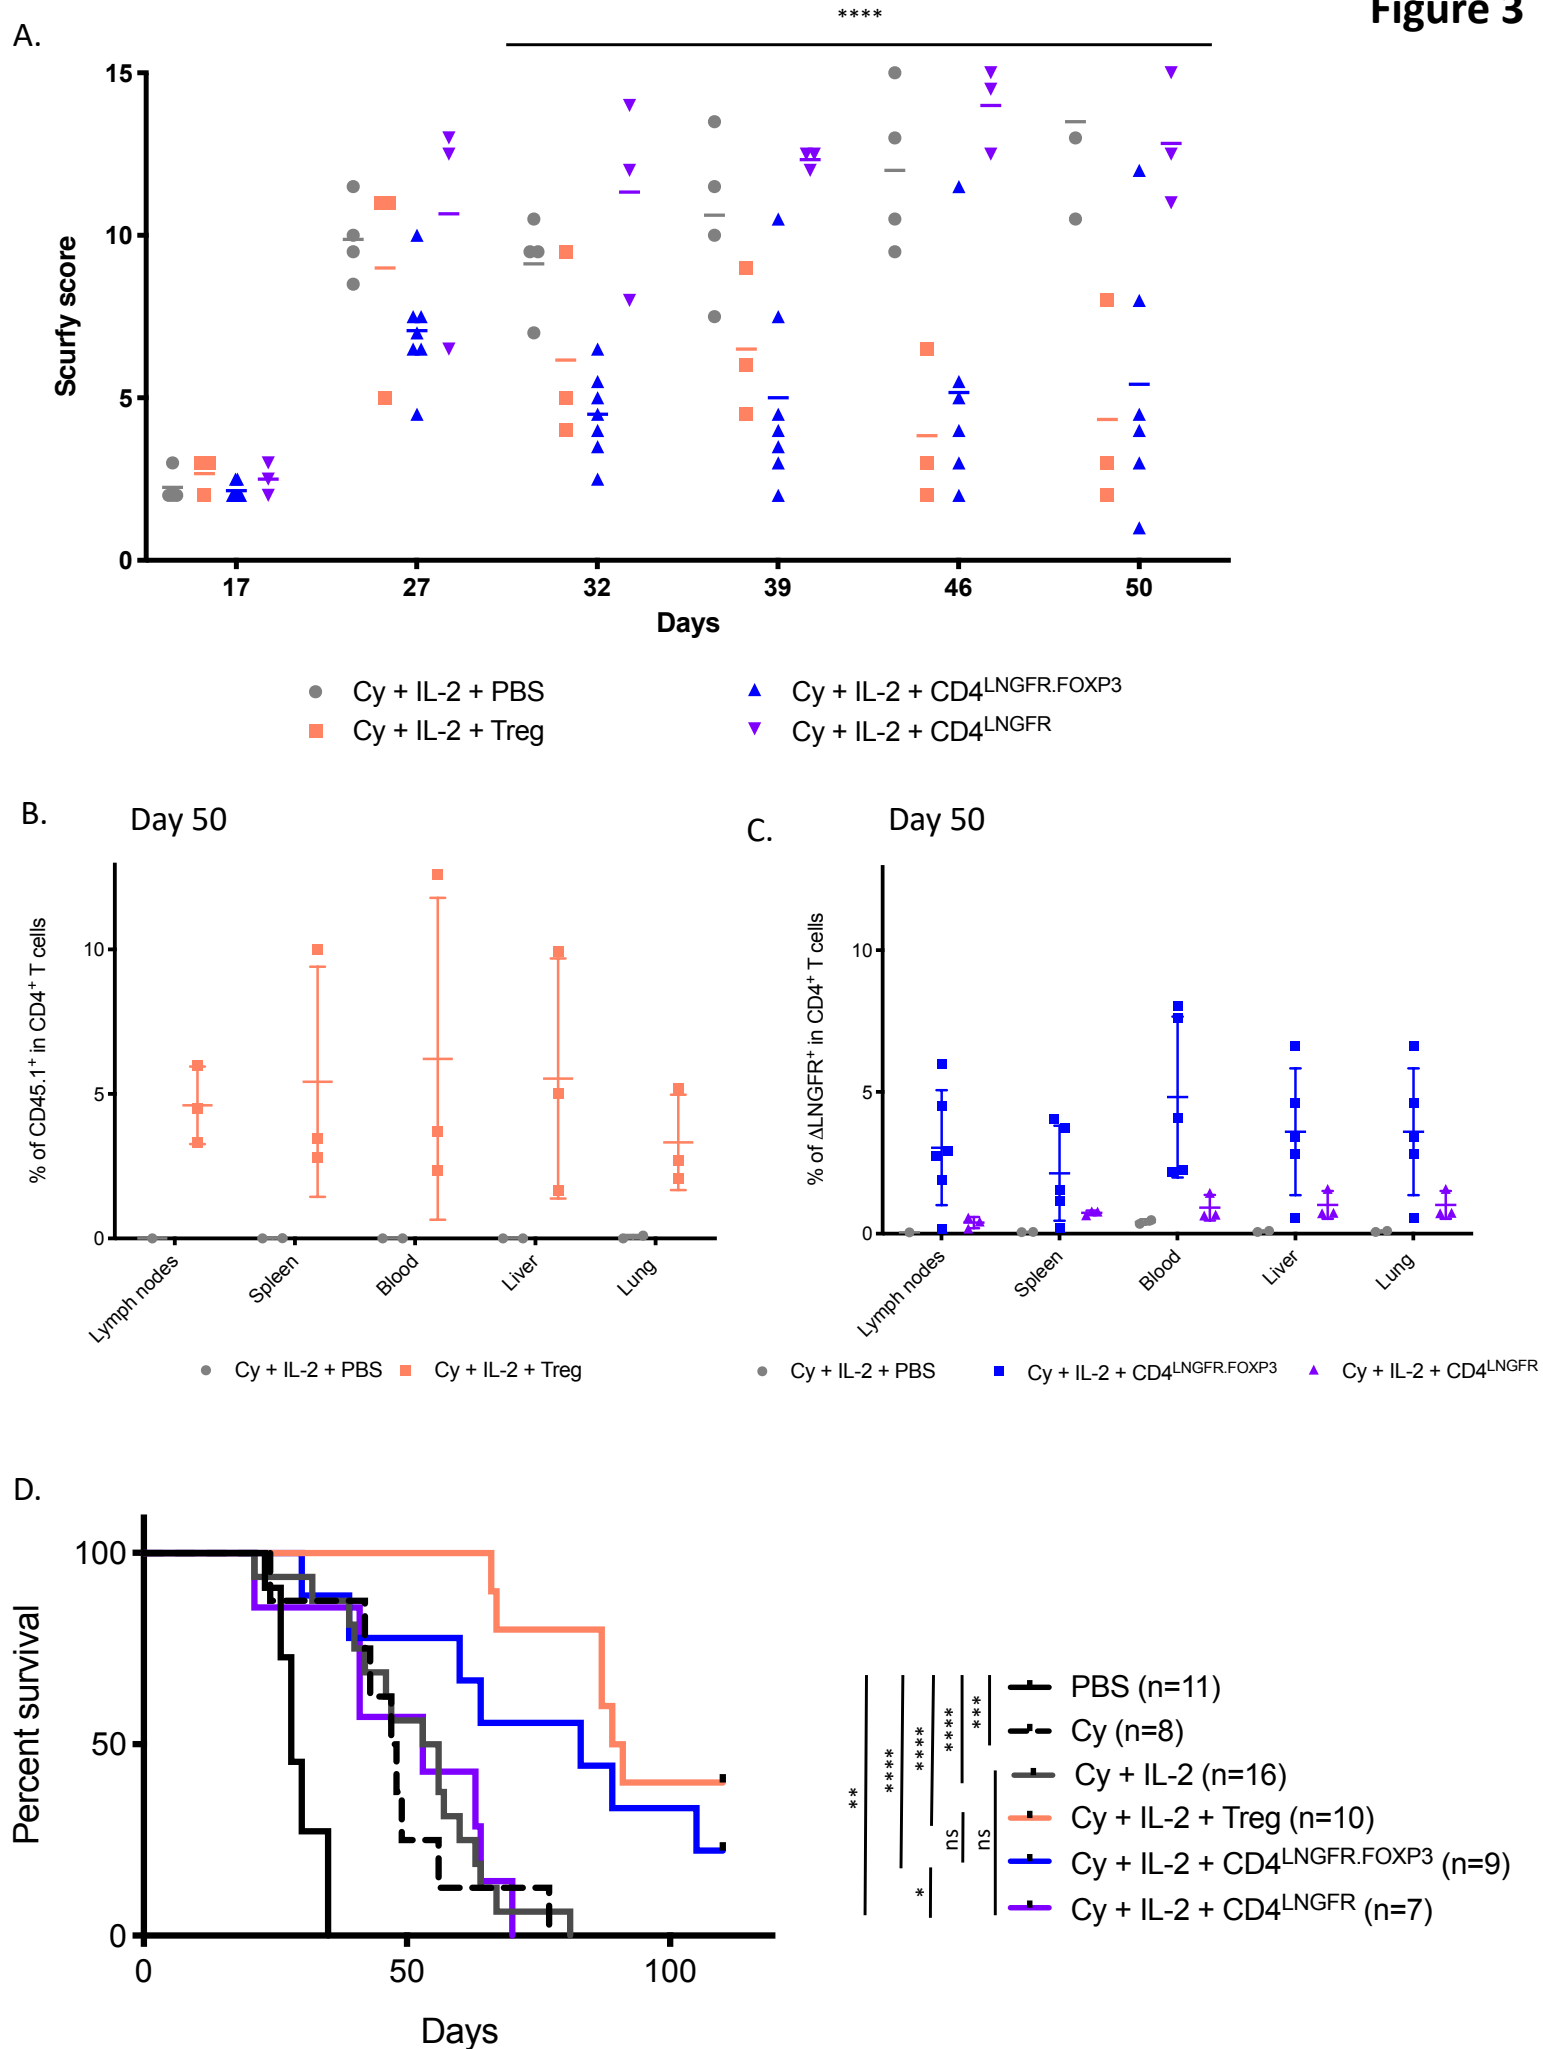 Figure 3
A.
****
15
10
5
0
Scurfy score
17 27 32 39 46 50
Days
Cy + IL-2 + PBS
Cy + IL-2 + Treg
Cy + IL-2 + CD4LNGFR.FOXP3
Cy + IL-2 + CD4LNGFR
B.
Day 50
10
5
0
% of CD45.1+ in CD4+ T cells
Lymph nodes
Spleen
Blood
Liver
Lung
Cy + IL-2 + PBS
Cy + IL-2 + Treg
C.
Day 50
10
5
0
% of ΔLNGFR+ in CD4+ T cells
Lymph nodes
Spleen
Blood
Liver
Lung
Cy + IL-2 + PBS
Cy + IL-2 + CD4LNGFR.FOXP3
Cy + IL-2 + CD4LNGFR
D.
100
50
0
Percent survival
0 50 100
Days
**
****
****
****
***
*
ns
ns
PBS (n=11)
Cy (n=8)
Cy + IL-2 (n=16)
Cy + IL-2 + Treg (n=10)
Cy + IL-2 + CD4LNGFR.FOXP3 (n=9)
Cy + IL-2 + CD4LNGFR (n=7)